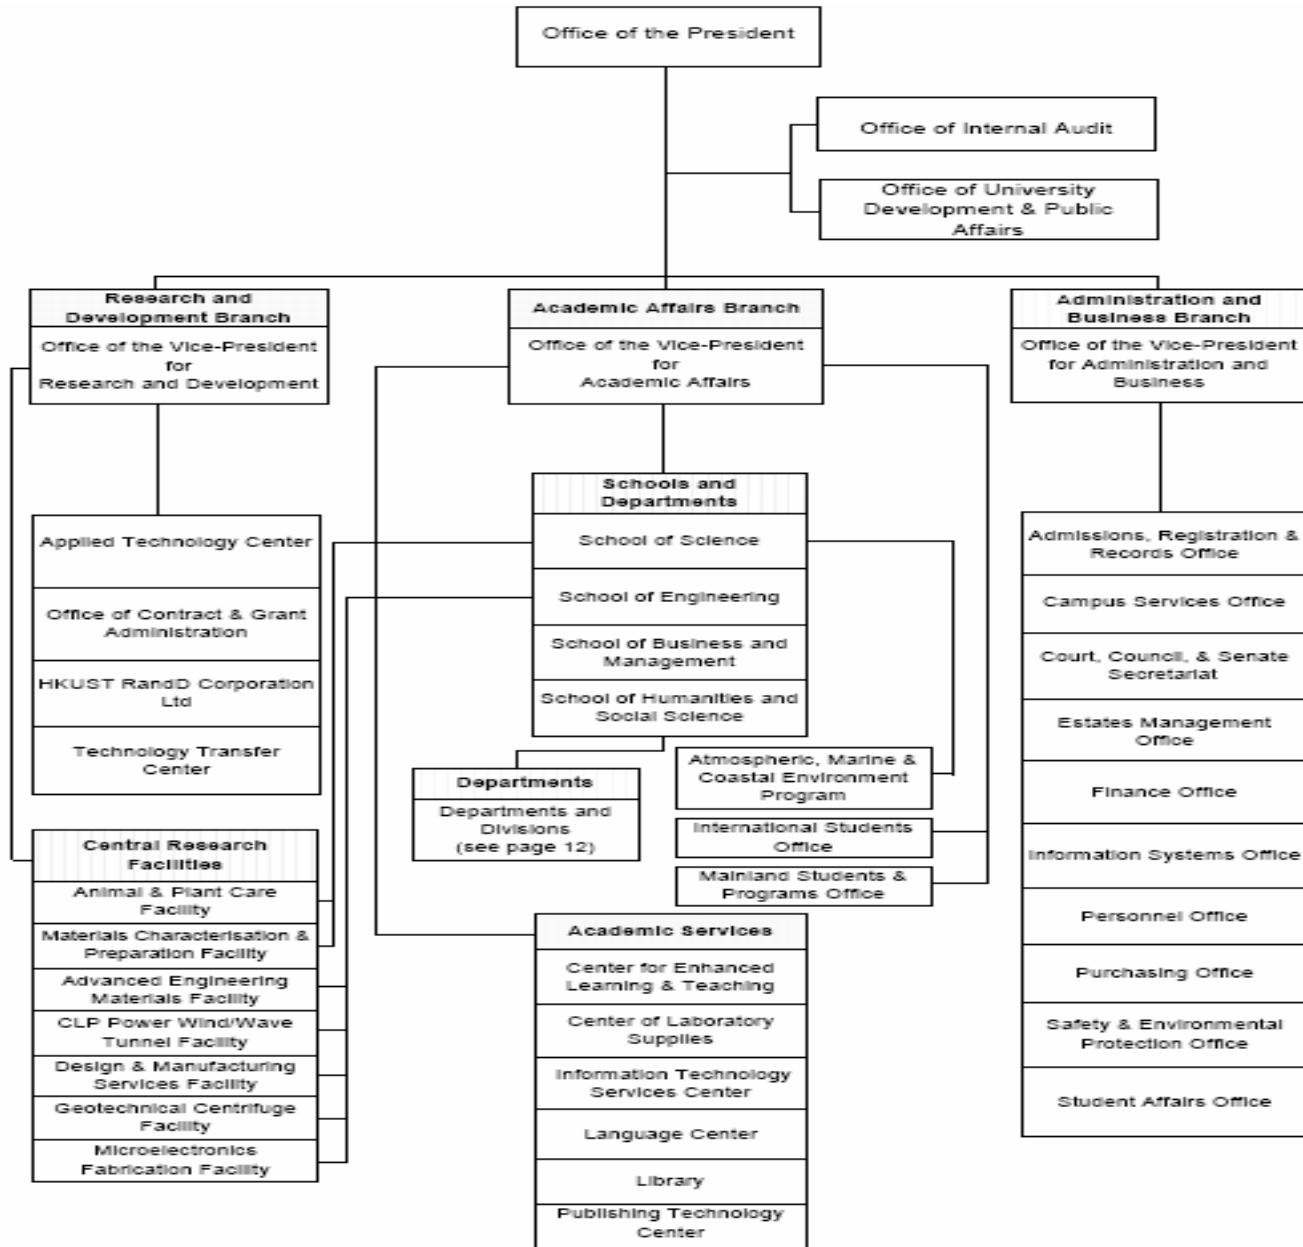 Office of the President
Office of Internal Audit
Office of University
Development & Public
Affairs
Research and
Development Branch
Office of the Vice-President
for
Research and Development
Academic Affairs Branch
Office of the Vice-President
for
Academic Affairs
Administration and
Business Branch
Office of the Vice-President
for Administration and
Business
Applied Technology Center
Office of Contract & Grant
Administration
HKUST RandD Corporation
Ltd
Technology Transfer
Center
Central Research
Facilities
Animal & Plant Care
Facility
Materials Characterisation &
Preparation Facility
Advanced Engineering
Materials Facility
CLP Power Wind/Wave
Tunnel Facility
Design & Manufacturing
Services Facility
Geotechnical Centrifuge
Facility
Microelectronics
Fabrication Facility
Schools and
Departments
School of Science
School of Engineering
School of Business and
Management
School of Humanities and
Social Science
Departments
Departments and
Divisions
(see page 12)
Atmospheric, Marine &
Coastal Environment
Program
International Students
Office
Mainland Students &
Programs Office
Academic Services
Center for Enhanced
Learning & Teaching
Center of Laboratory
Supplies
Information Technology
Services Center
Language Center
Library
Publishing Technology
Center
Admissions, Registration &
Records Office
Campus Services Office
Court, Council, & Senate
Secretariat
Estates Management
Office
Finance Office
Information Systems Office
Personnel Office
Purchasing Office
Safety & Environmental
Protection Office
Student Affairs Office